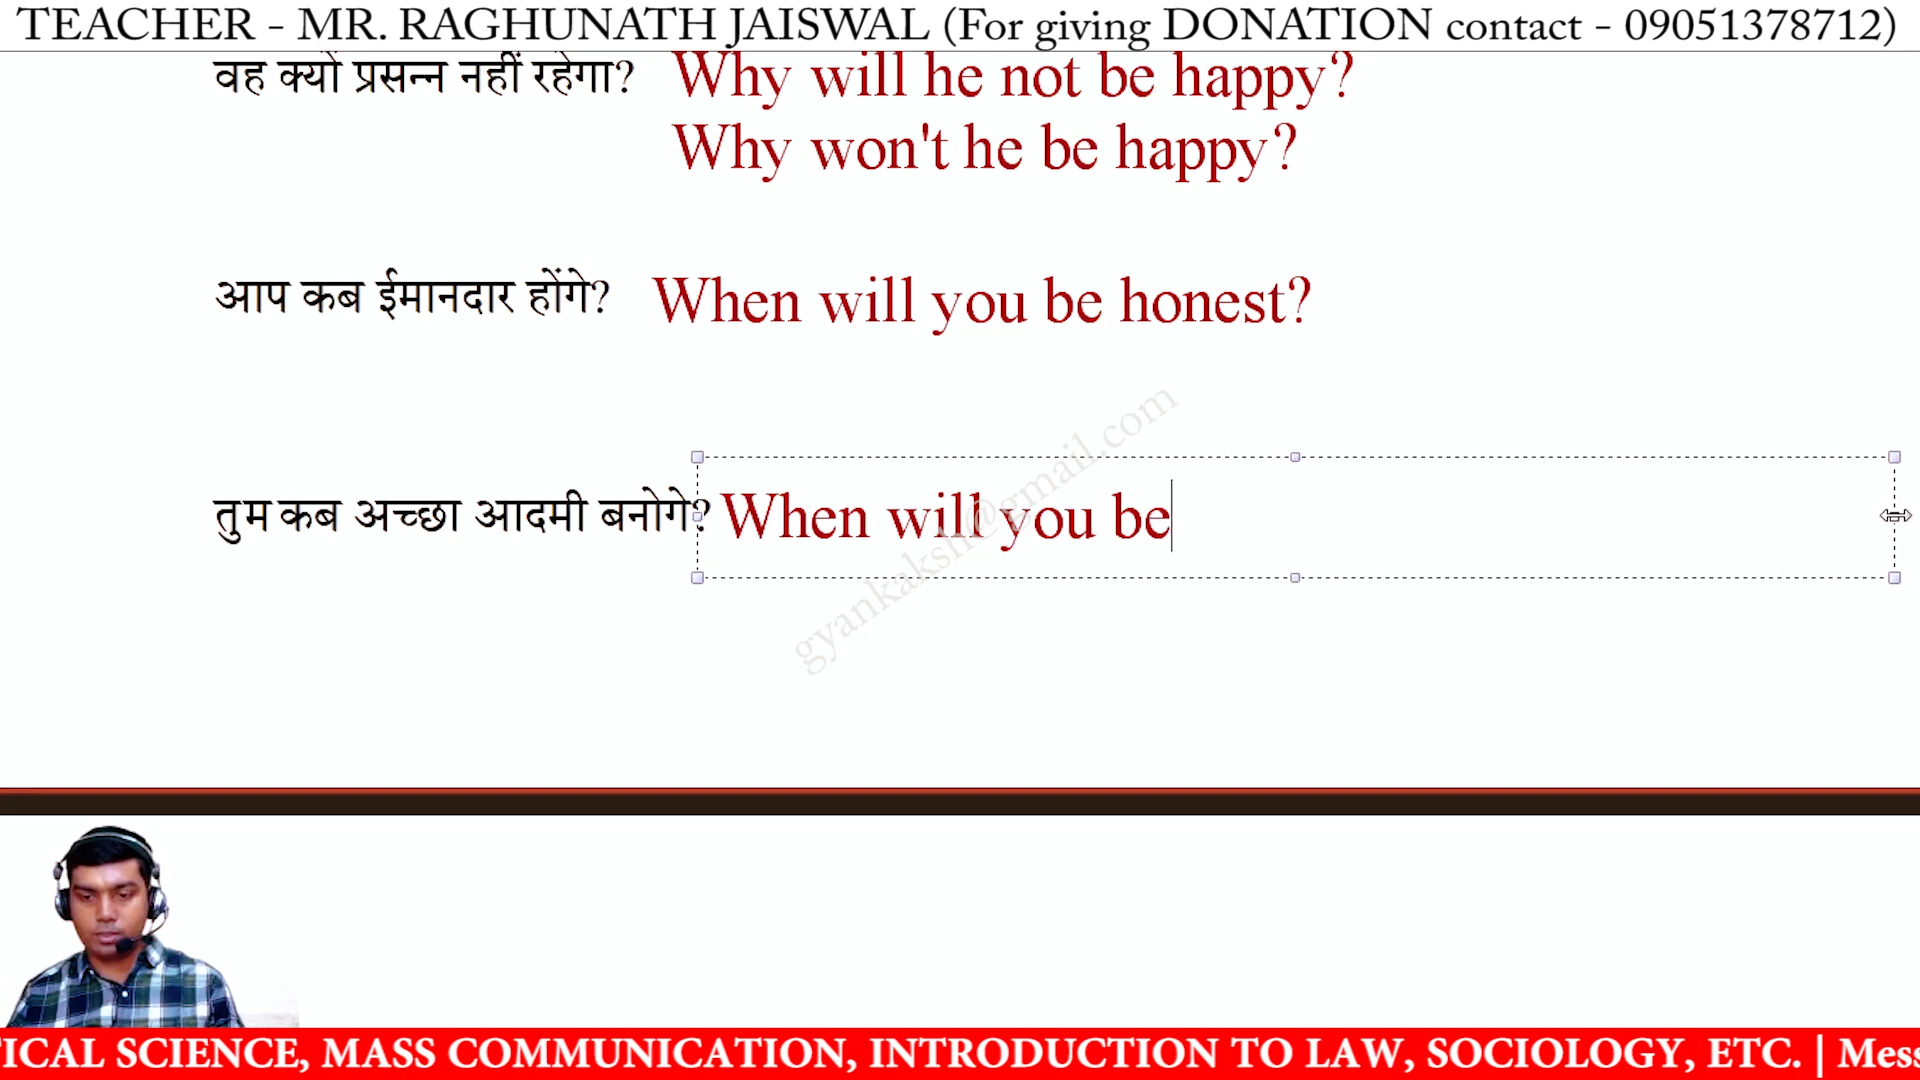 TEACHER - MR. RAGHUNATH JAISWAL (For giving DONATION contact - 09051378712)
वह क्यों प्रसन्न नहीं रहेगा? Why will he not be happy?
Why won't he be happy?
आप कब ईमानदार होंगे? When will you be honest?
तुम कब अच्छा आदमी बनोगे? When will you be
gyankaksh@gmail.com
TICAL SCIENCE, MASS COMMUNICATION, INTRODUCTION TO LAW, SOCIOLOGY, ETC. | Mess